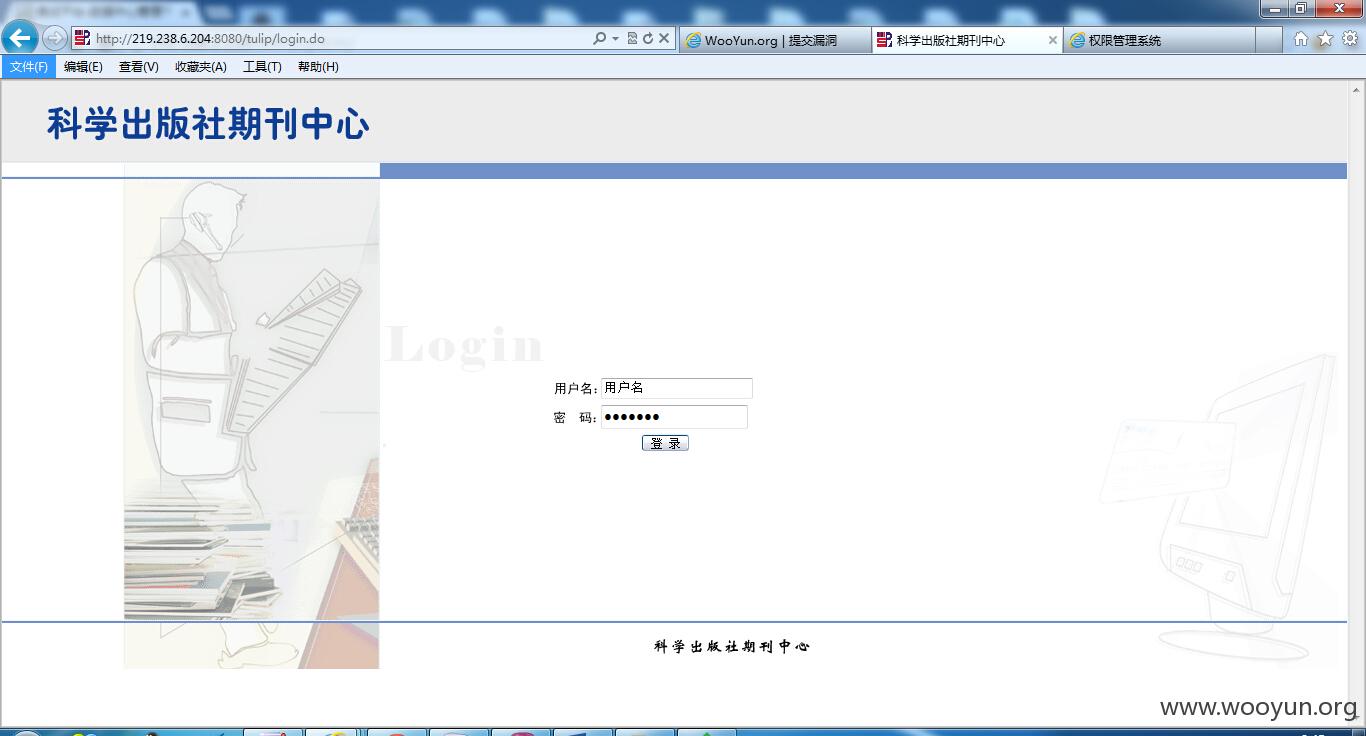 http://219.238.6.204:8080/tulip/login.do
WooYun.org | 提交漏洞
科学出版社期刊中心
权限管理系统
文件(F) 编辑(E) 查看(V) 收藏夹(A) 工具(T) 帮助(H)
科学出版社期刊中心
Login
用户名: 用户名
密 码: ●●●●●●●
登 录
科学出版社期刊中心
www.wooyun.org